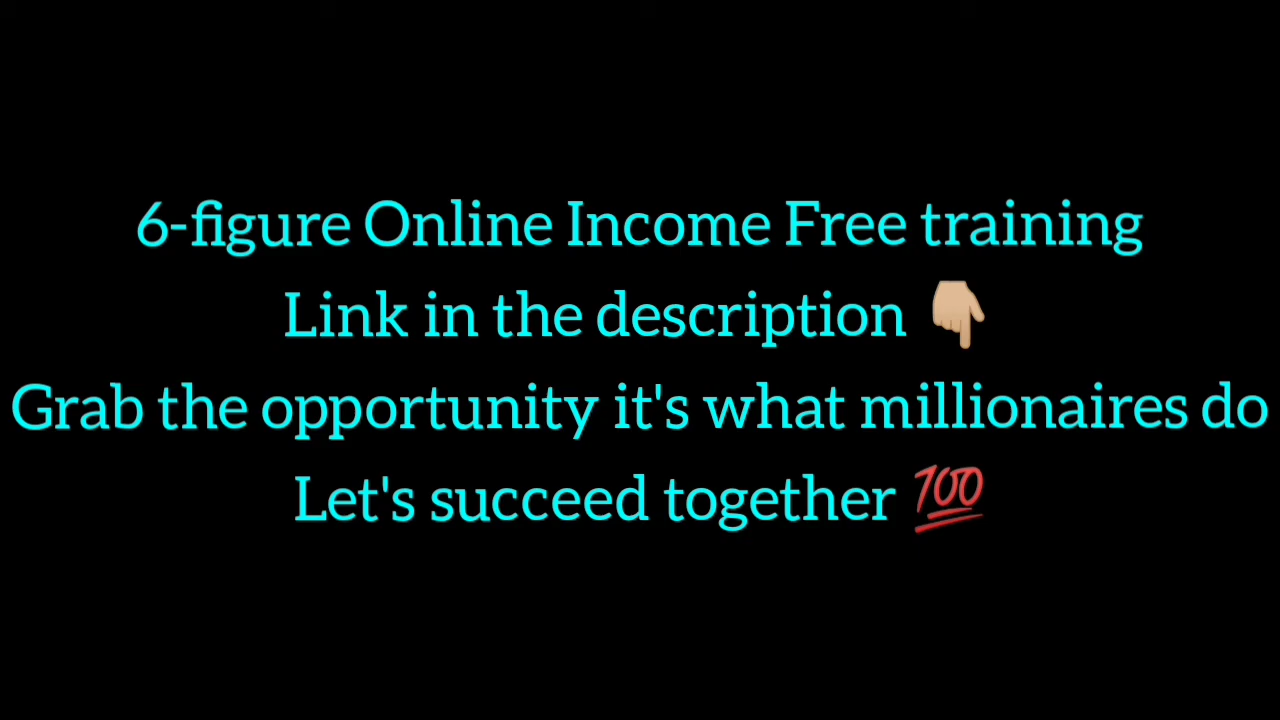 6-figure Online Income Free training
Link in the description 👇🏼
Grab the opportunity it's what millionaires do
Let's succeed together 💯